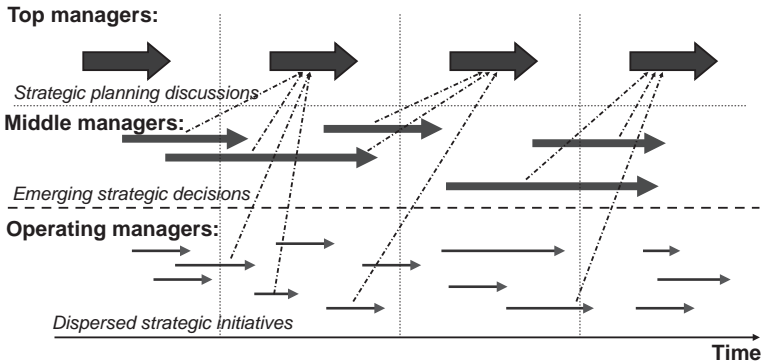 Top managers:
Strategic planning discussions
Middle managers:
Emerging strategic decisions
Operating managers:
Dispersed strategic initiatives
Time